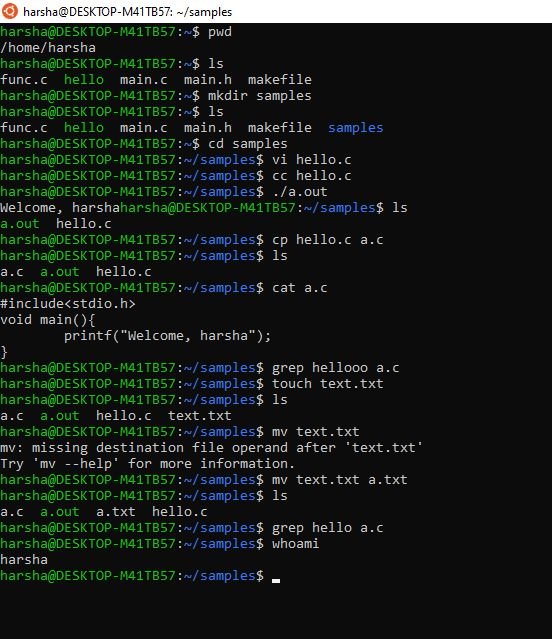 harsha@DESKTOP-M41TB57: ~/samples
harsha@DESKTOP-M41TB57:~$ pwd
/home/harsha
harsha@DESKTOP-M41TB57:~$ ls
func.c  hello  main.c  main.h  makefile
harsha@DESKTOP-M41TB57:~$ mkdir samples
harsha@DESKTOP-M41TB57:~$ ls
func.c  hello  main.c  main.h  makefile  samples
harsha@DESKTOP-M41TB57:~$ cd samples
harsha@DESKTOP-M41TB57:~/samples$ vi hello.c
harsha@DESKTOP-M41TB57:~/samples$ cc hello.c
harsha@DESKTOP-M41TB57:~/samples$ ./a.out
Welcome, harshaharsha@DESKTOP-M41TB57:~/samples$ ls
a.out  hello.c
harsha@DESKTOP-M41TB57:~/samples$ cp hello.c a.c
harsha@DESKTOP-M41TB57:~/samples$ ls
a.c  a.out  hello.c
harsha@DESKTOP-M41TB57:~/samples$ cat a.c
#include<stdio.h>
void main(){
        printf("Welcome, harsha");
}
harsha@DESKTOP-M41TB57:~/samples$ grep hellooo a.c
harsha@DESKTOP-M41TB57:~/samples$ touch text.txt
harsha@DESKTOP-M41TB57:~/samples$ ls
a.c  a.out  hello.c  text.txt
harsha@DESKTOP-M41TB57:~/samples$ mv text.txt
mv: missing destination file operand after 'text.txt'
Try 'mv --help' for more information.
harsha@DESKTOP-M41TB57:~/samples$ mv text.txt a.txt
harsha@DESKTOP-M41TB57:~/samples$ ls
a.c  a.out  a.txt  hello.c
harsha@DESKTOP-M41TB57:~/samples$ grep hello a.c
harsha@DESKTOP-M41TB57:~/samples$ whoami
harsha
harsha@DESKTOP-M41TB57:~/samples$